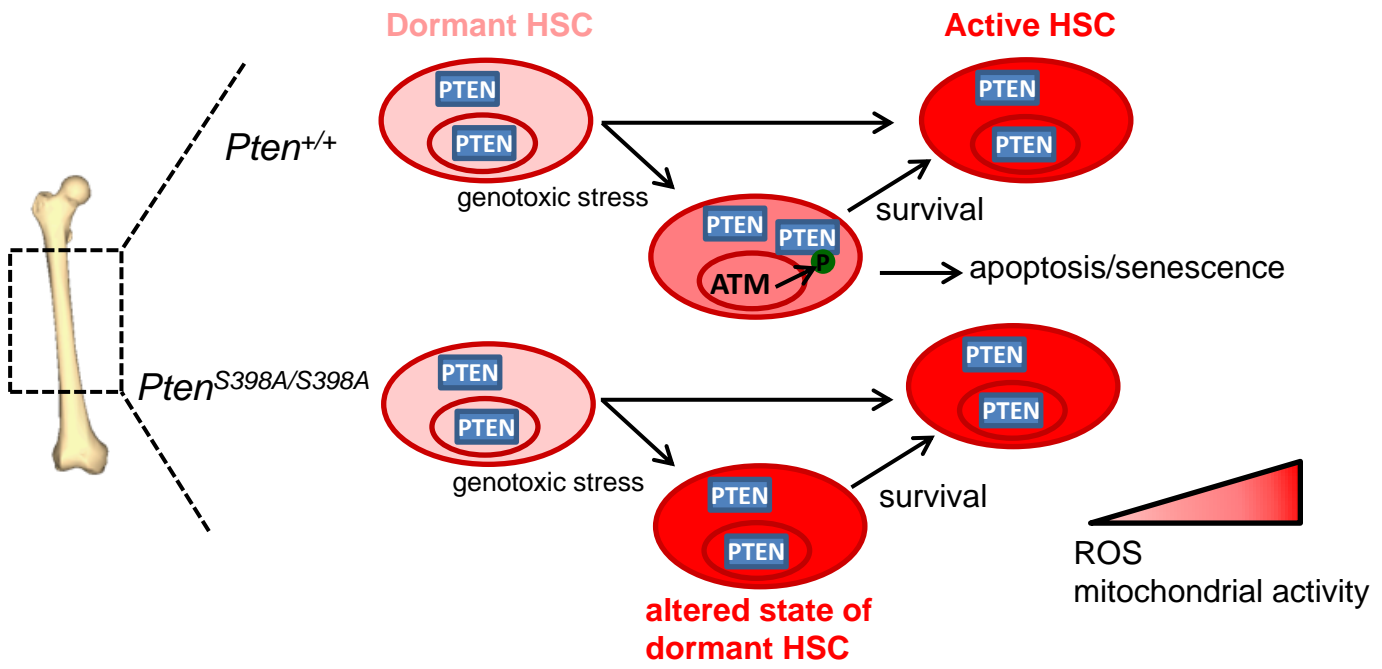 Dormant HSC
Active HSC
Pten+/+
PTEN
PTEN
PTEN
PTEN
genotoxic stress
PTEN
PTEN
P
ATM
survival
apoptosis/senescence
PtenS398A/S398A
PTEN
PTEN
PTEN
PTEN
genotoxic stress
PTEN
PTEN
survival
altered state of
dormant HSC
ROS
mitochondrial activity